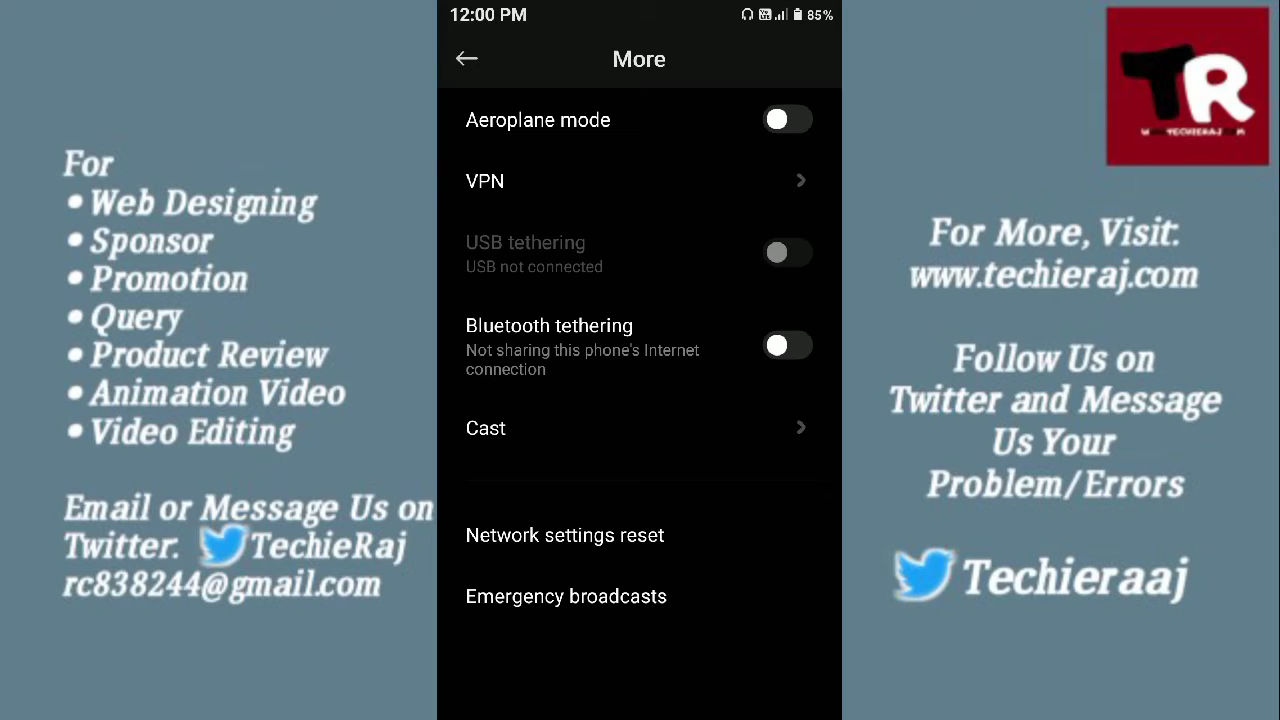 12:00 PM
85%
More
Aeroplane mode
VPN
USB tethering
USB not connected
Bluetooth tethering
Not sharing this phone's Internet
connection
Cast
Network settings reset
Emergency broadcasts
For
• Web Designing
• Sponsor
• Promotion
• Query
• Product Review
• Animation Video
• Video Editing
Email or Message Us on
Twitter. TechieRaj
rc838244@gmail.com
TR
For More, Visit:
www.techieraj.com
Follow Us on
Twitter and Message
Us Your
Problem/Errors
Techieraaj